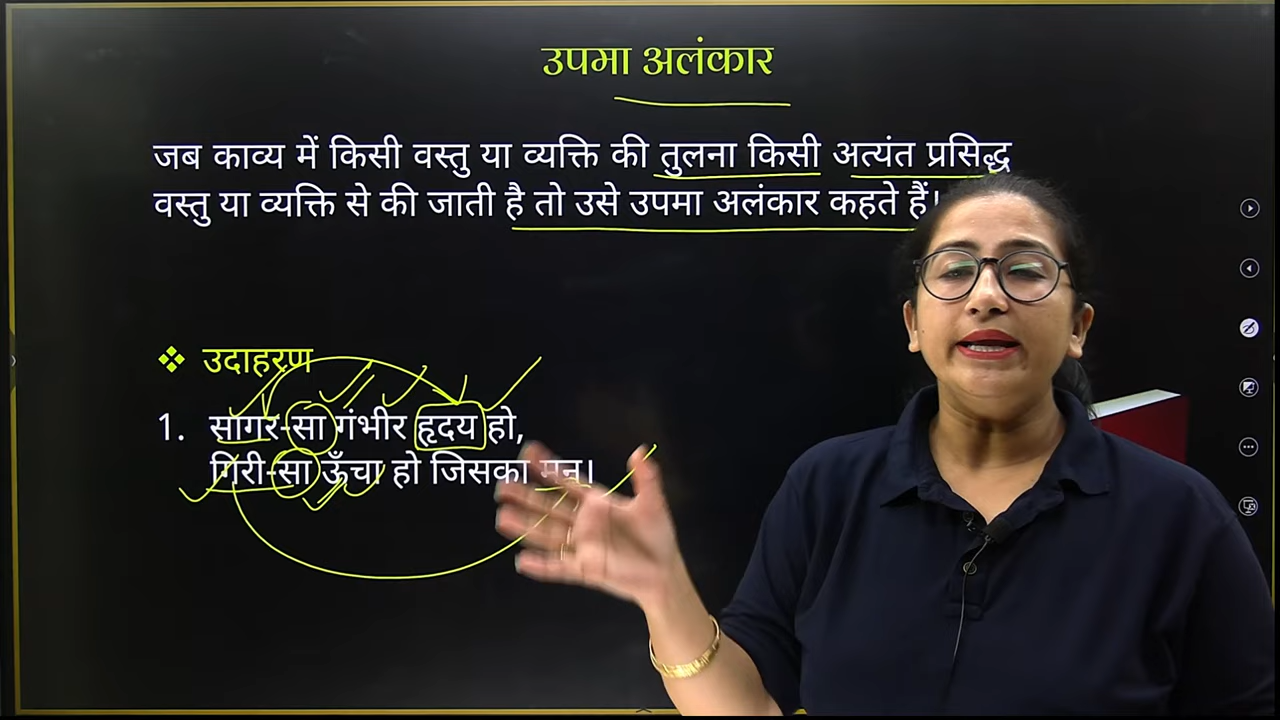 उपमा अलंकार
जब काव्य में किसी वस्तु या व्यक्ति की तुलना किसी अत्यंत प्रसिद्ध
वस्तु या व्यक्ति से की जाती है तो उसे उपमा अलंकार कहते हैं।
❖ उदाहरण
1. सागर-सा गंभीर हृदय हो,
गिरी-सा ऊँचा हो जिसका मन।